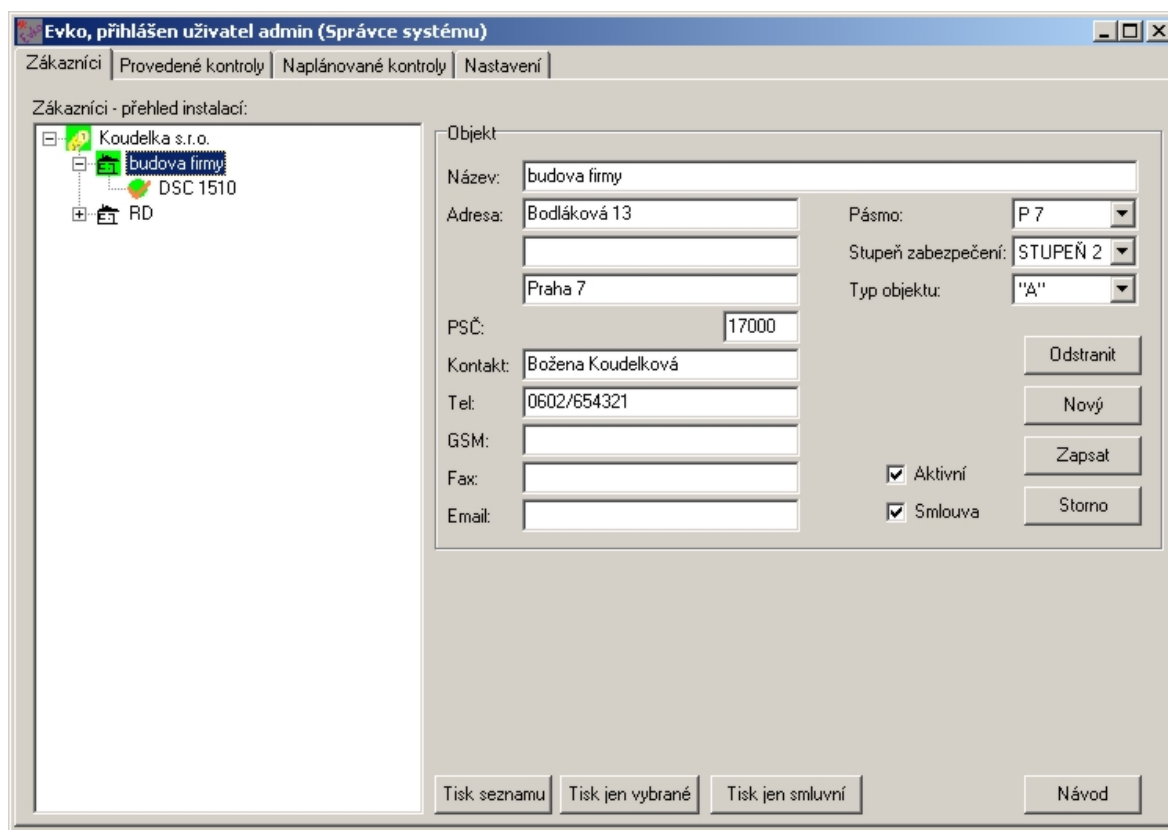 Evko, přihlášen uživatel admin (Správce systému)
Zákazníci Provedené kontroly Naplánované kontroly Nastavení
Zákazníci - přehled instalací:
Koudelka s.r.o.
budova firmy
DSC 1510
RD
Objekt
Název: budova firmy
Adresa: Bodláková 13 Pásmo: P 7
Stupeň zabezpečení: STUPEŇ 2
Praha 7 Typ objektu: "A"
PSČ: 17000
Odstranit
Kontakt: Božena Koudelková
Tel: 0602/654321 Nový
GSM:
Zapsat
Fax: Aktivní
Email: Smlouva Storno
Tisk seznamu Tisk jen vybrané Tisk jen smluvní Návod